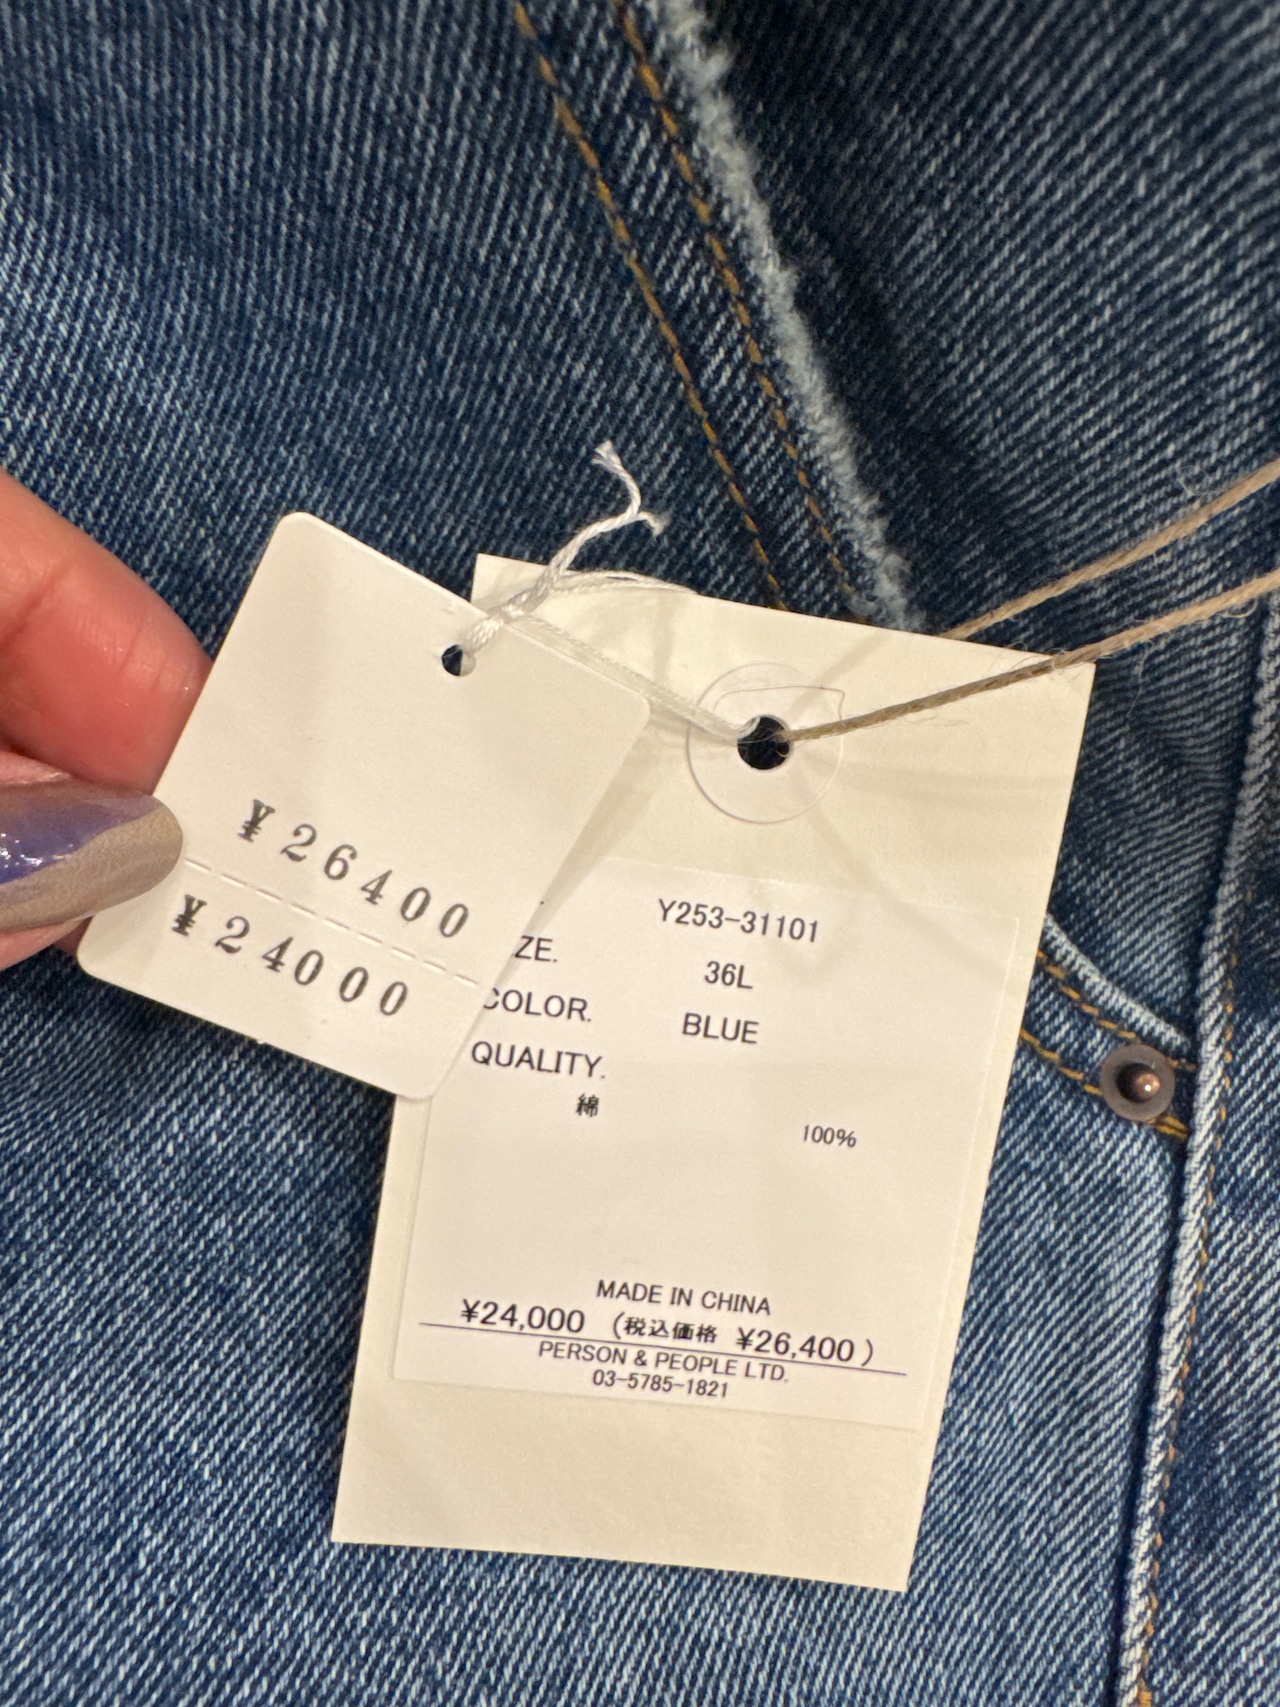 ¥26400
¥24000
Y253-31101
ZE. 36L
COLOR. BLUE
QUALITY.
綿 100%
MADE IN CHINA
¥24,000 (税込価格 ¥26,400)
PERSON & PEOPLE LTD.
03-5785-1821